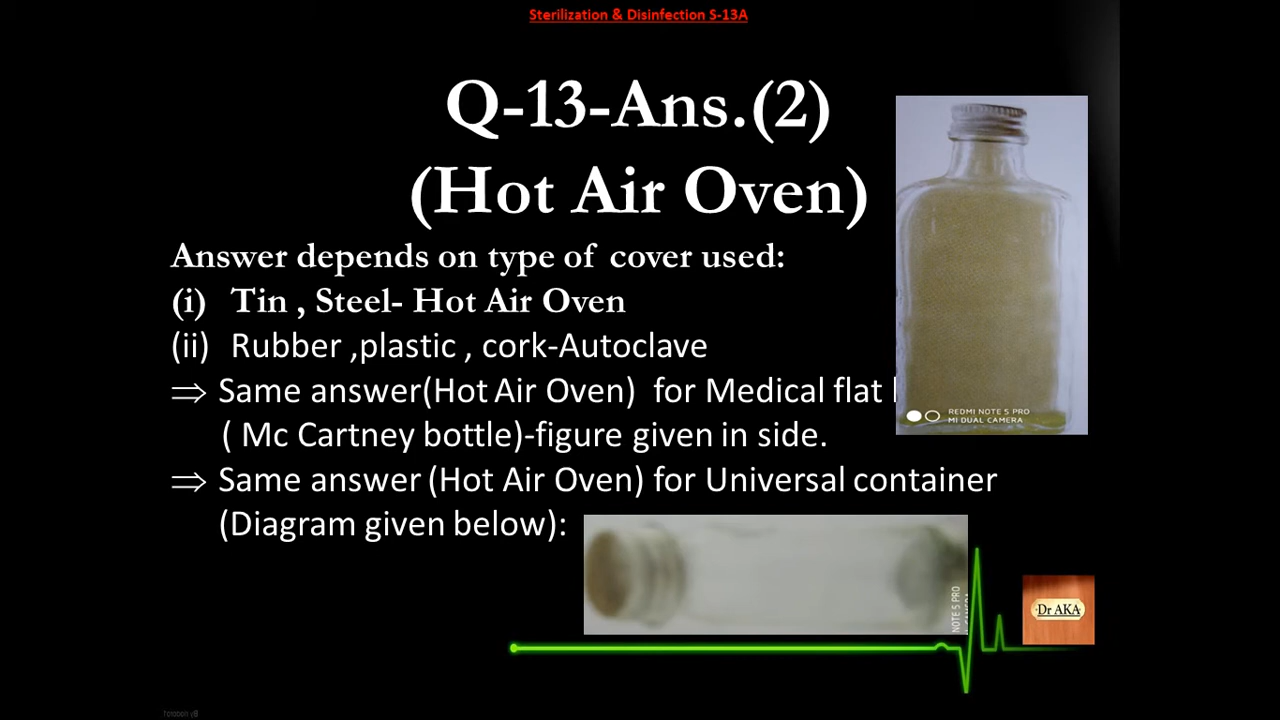 Sterilization & Disinfection S-13A
Q-13-Ans.(2)
(Hot Air Oven)
Answer depends on type of cover used:
(i) Tin , Steel- Hot Air Oven
(ii) Rubber ,plastic , cork-Autoclave
⇒ Same answer(Hot Air Oven) for Medical flat
( Mc Cartney bottle)-figure given in side.
⇒ Same answer (Hot Air Oven) for Universal container
(Diagram given below):
REDMI NOTE 5 PRO
MI DUAL CAMERA
NOTE 5 PRO
Dr AKA